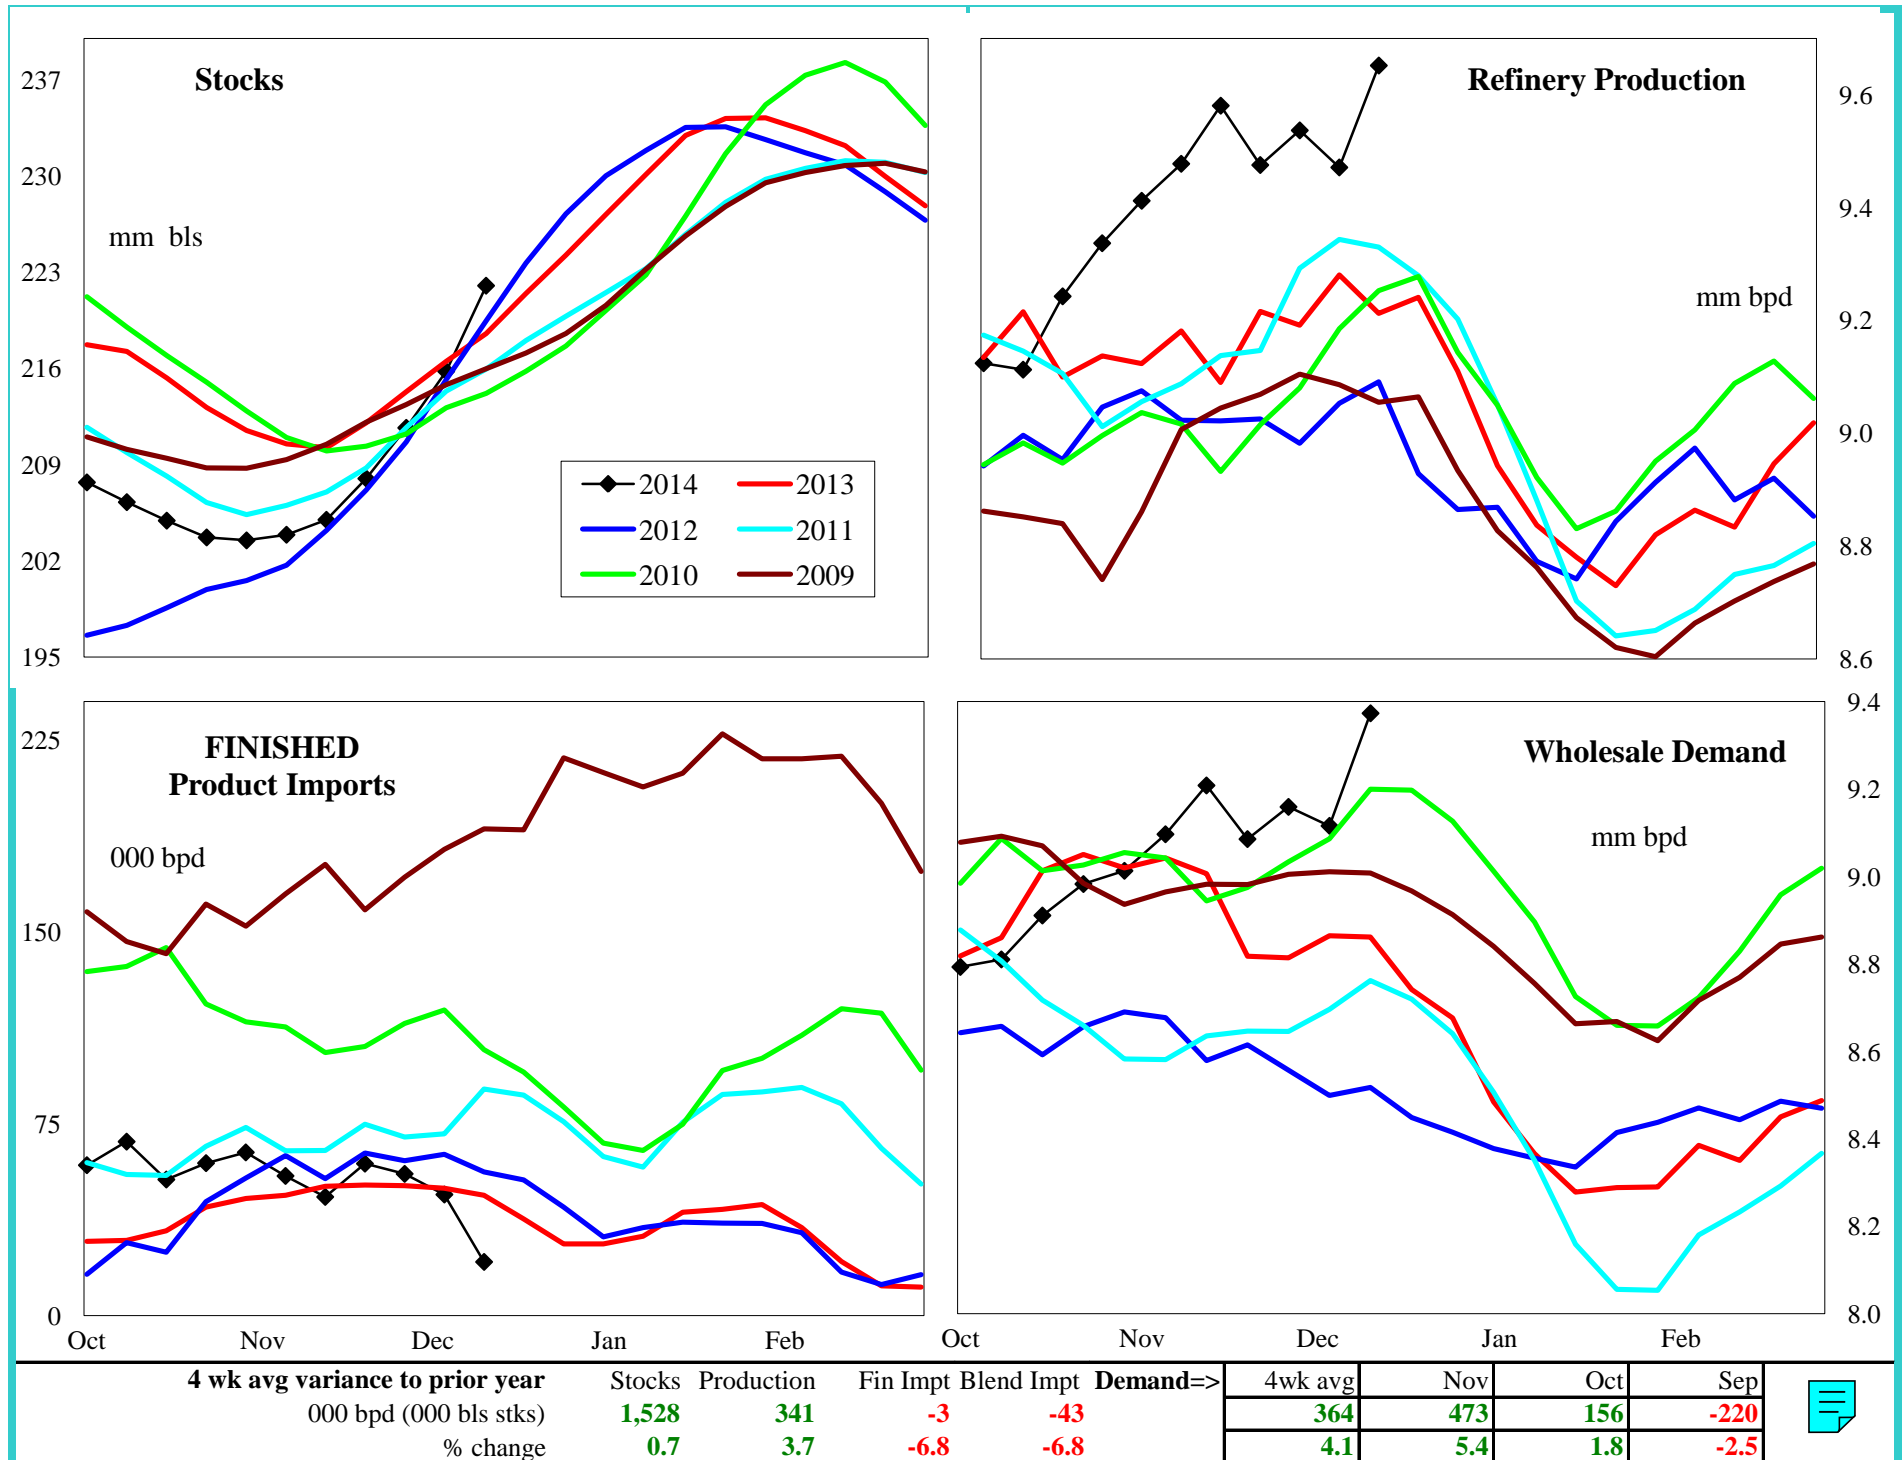 Stocks
mm bls
237
230
223
216
209
202
195
2014 2013
2012 2011
2010 2009
Refinery Production
mm bpd
9.6
9.4
9.2
9.0
8.8
8.6
FINISHED
Product Imports
000 bpd
225
150
75
0
Oct Nov Dec Jan Feb
Wholesale Demand
mm bpd
9.4
9.2
9.0
8.8
8.6
8.4
8.2
8.0
Oct Nov Dec Jan Feb
4 wk avg variance to prior year Stocks Production Fin Impt Blend Impt Demand=> 4wk avg Nov Oct Sep
000 bpd (000 bls stks) 1,528 341 -3 -43 364 473 156 -220
% change 0.7 3.7 -6.8 -6.8 4.1 5.4 1.8 -2.5